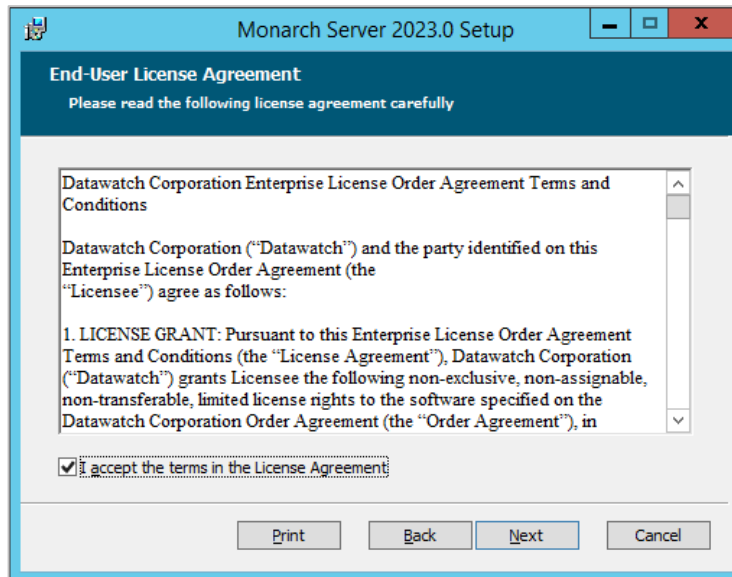 Monarch Server 2023.0 Setup
End-User License Agreement
Please read the following license agreement carefully
Datawatch Corporation Enterprise License Order Agreement Terms and
Conditions
Datawatch Corporation (“Datawatch”) and the party identified on this
Enterprise License Order Agreement (the
“Licensee”) agree as follows:
1. LICENSE GRANT: Pursuant to this Enterprise License Order Agreement
Terms and Conditions (the “License Agreement”), Datawatch Corporation
(“Datawatch”) grants Licensee the following non-exclusive, non-assignable,
non-transferable, limited license rights to the software specified on the
Datawatch Corporation Order Agreement (the “Order Agreement”), in
I accept the terms in the License Agreement
Print Back Next Cancel